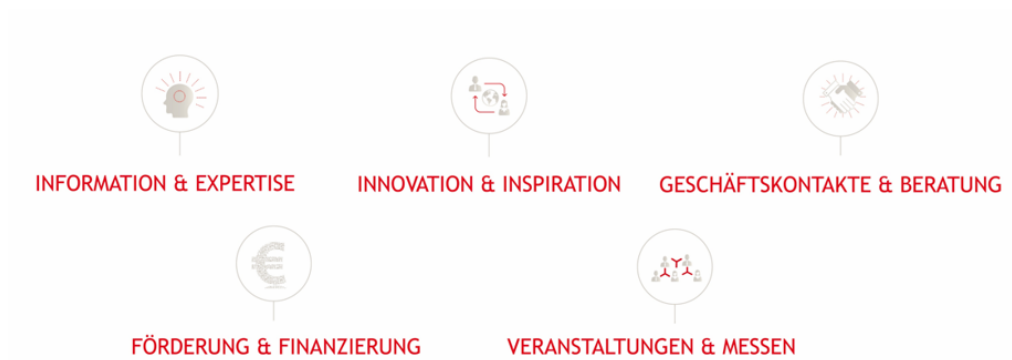 INFORMATION & EXPERTISE
INNOVATION & INSPIRATION
GESCHÄFTSKONTAKTE & BERATUNG
FÖRDERUNG & FINANZIERUNG
VERANSTALTUNGEN & MESSEN